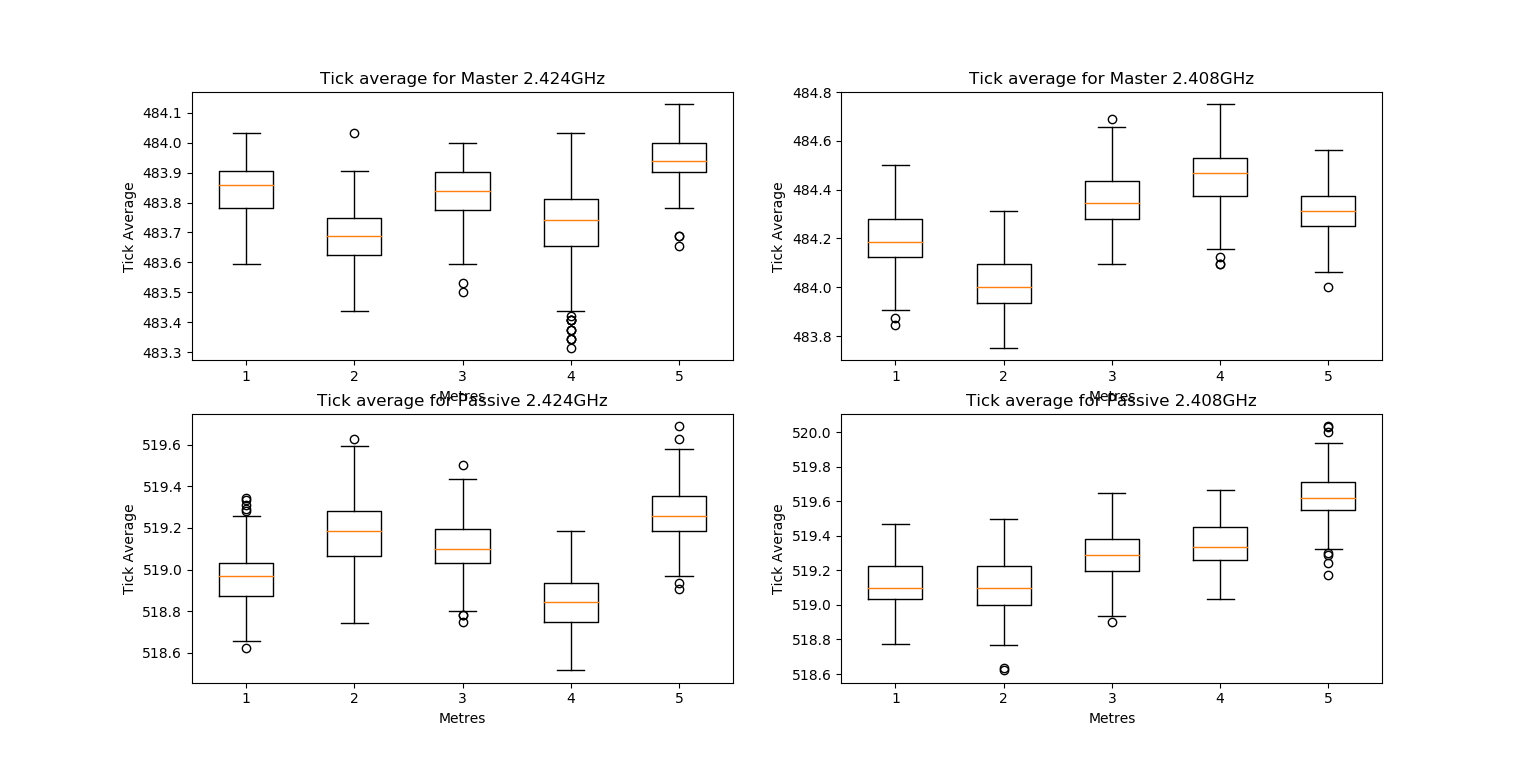 Tick average for Master 2.424GHz
Tick Average
484.1
484.0
483.9
483.8
483.7
483.6
483.5
483.4
483.3
1 2 3 4 5
Metres
Tick average for Master 2.408GHz
Tick Average
484.8
484.6
484.4
484.2
484.0
483.8
1 2 3 4 5
Metres
Tick average for Passive 2.424GHz
Tick Average
519.6
519.4
519.2
519.0
518.8
518.6
1 2 3 4 5
Metres
Tick average for Passive 2.408GHz
Tick Average
520.0
519.8
519.6
519.4
519.2
519.0
518.8
518.6
1 2 3 4 5
Metres